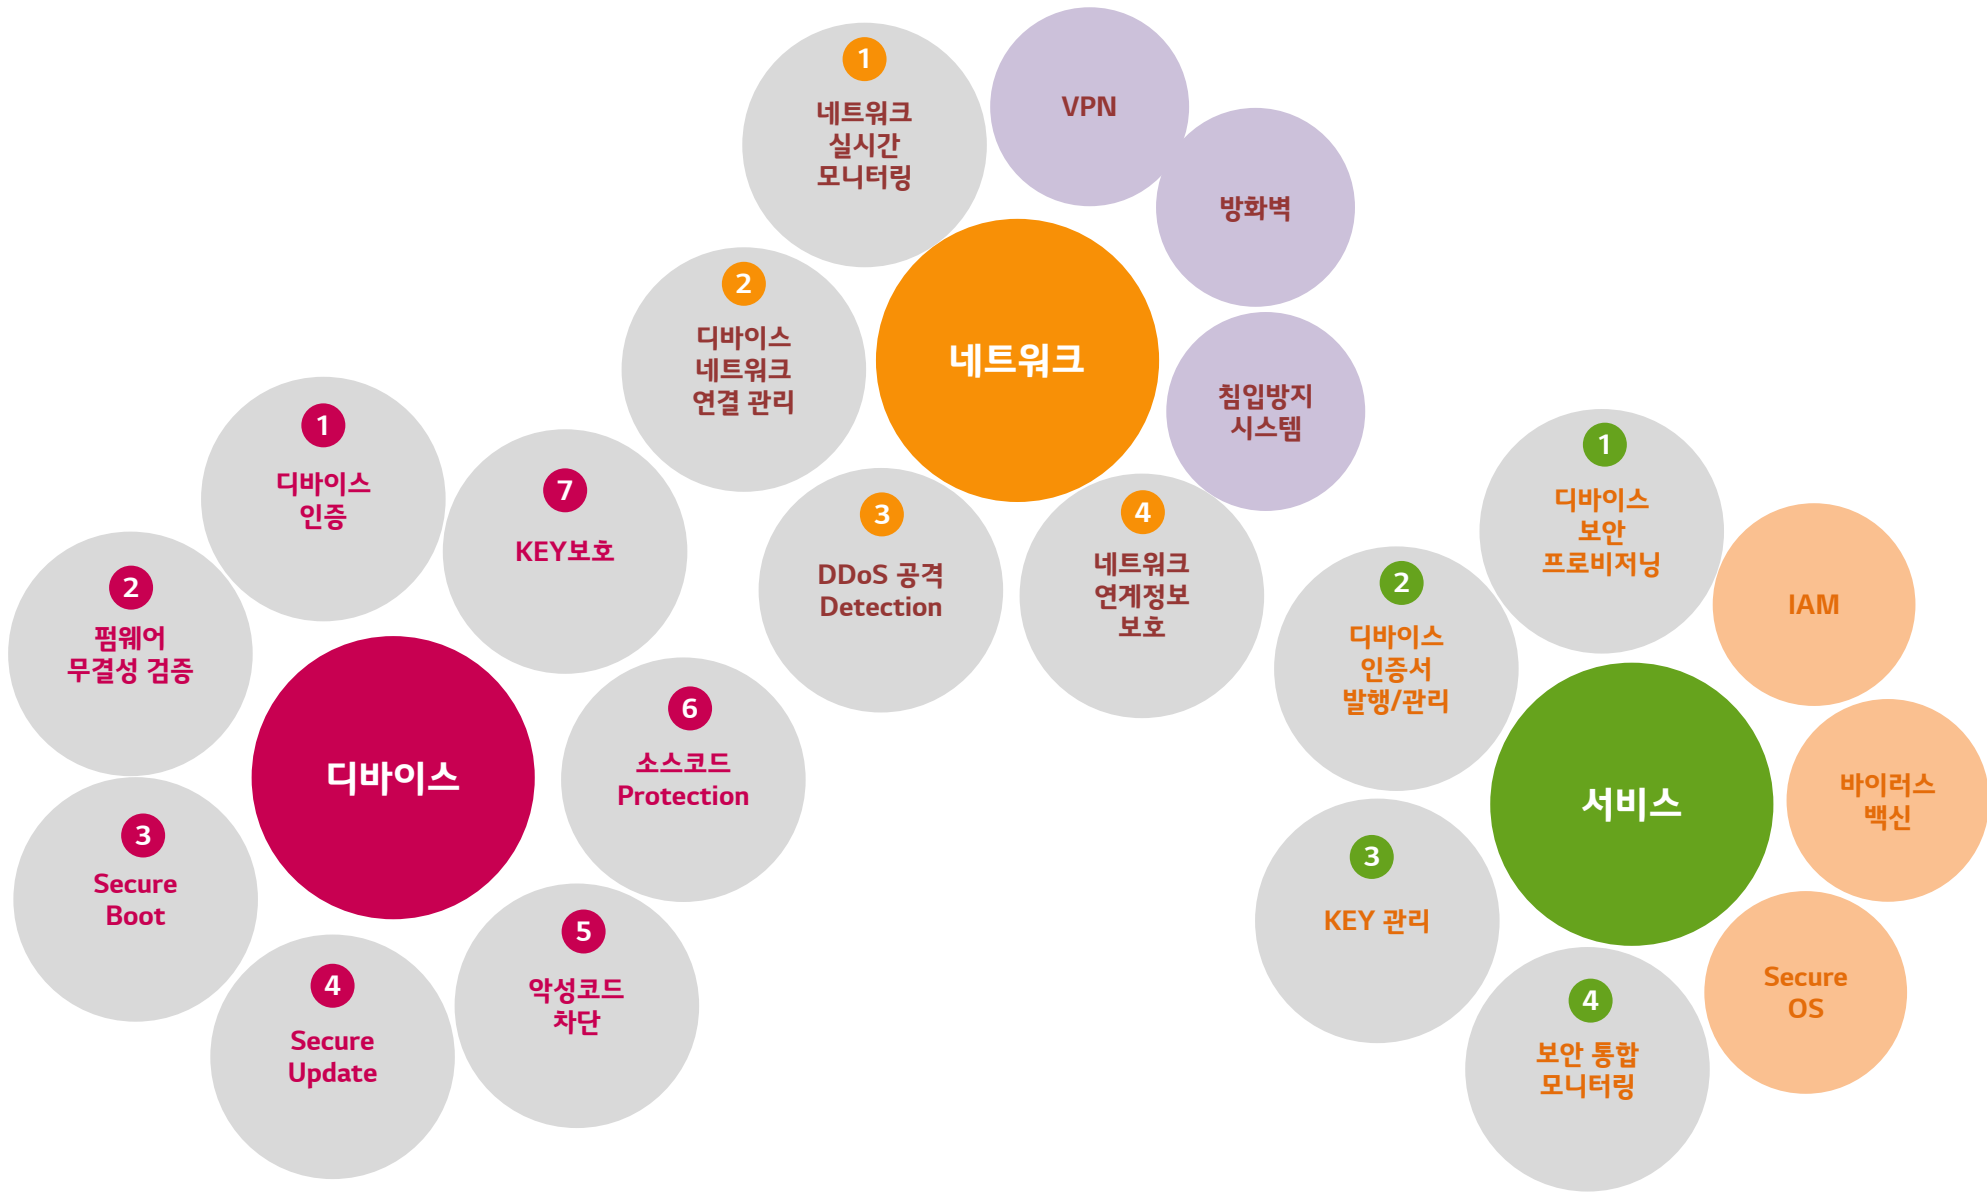 1
네트워크
실시간
모니터링
VPN
방화벽
2
디바이스
네트워크
연결 관리
네트워크
침입방지
시스템
3
DDoS 공격
Detection
4
네트워크
연계정보
보호
1
디바이스
인증
7
KEY보호
2
펌웨어
무결성 검증
디바이스
6
소스코드
Protection
3
Secure
Boot
4
Secure
Update
5
악성코드
차단
1
디바이스
보안
프로비저닝
2
디바이스
인증서
발행/관리
IAM
서비스
바이러스
백신
3
KEY 관리
Secure
OS
4
보안 통합
모니터링